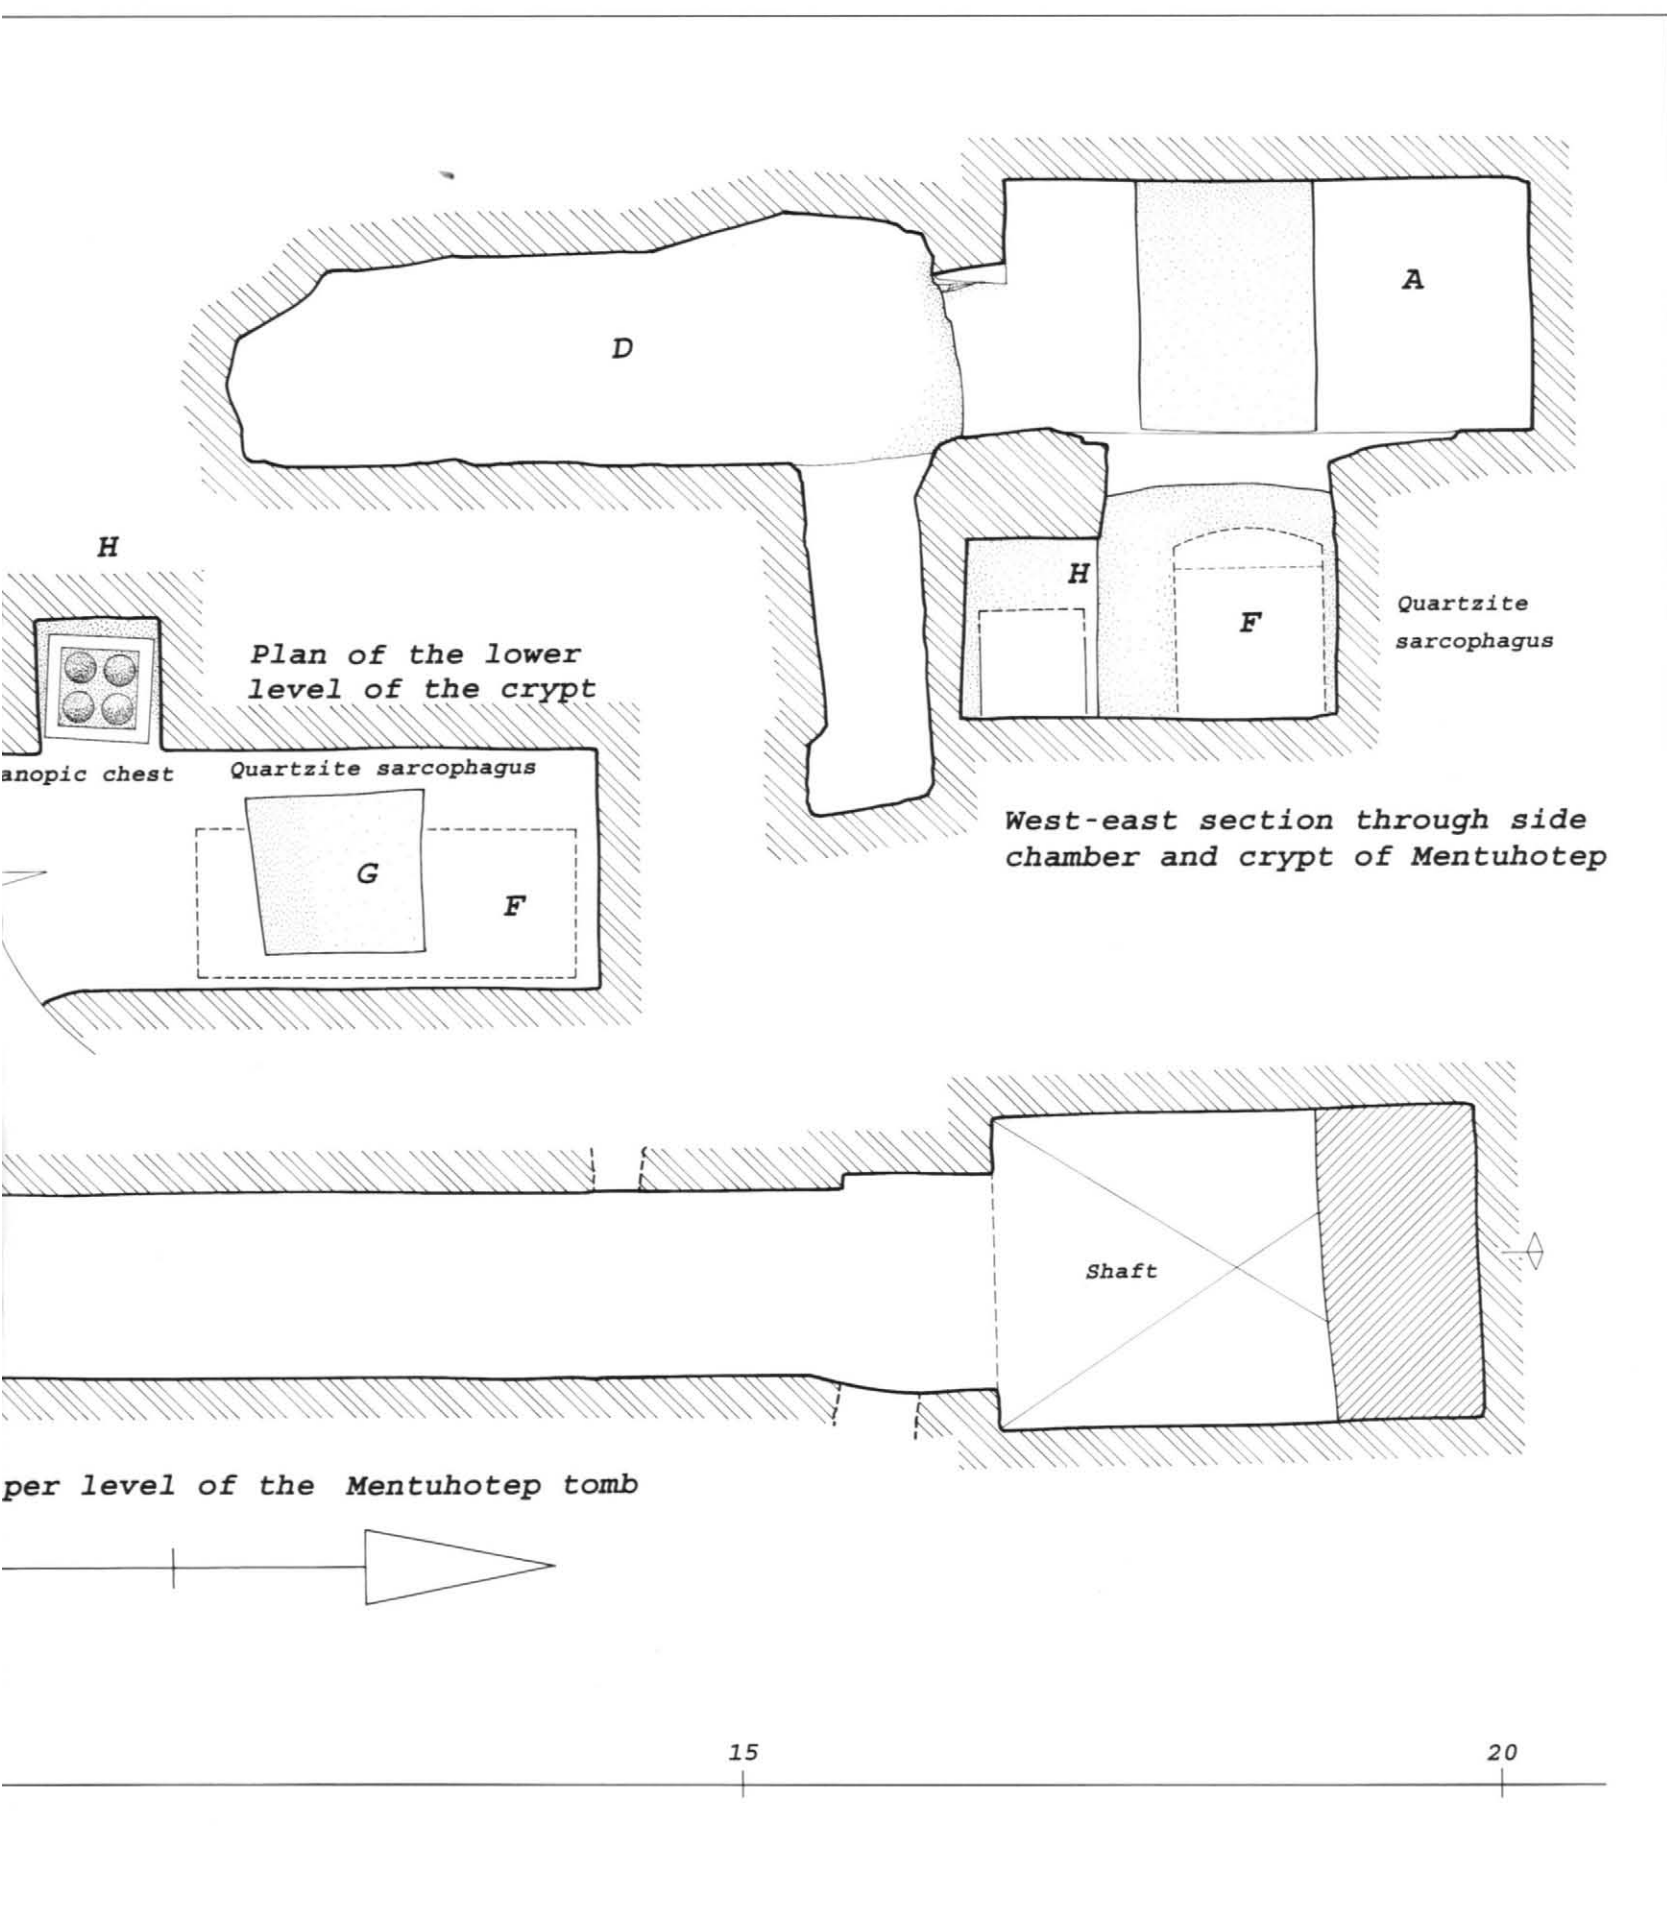 A
D
H
H
Quartzite
F
sarcophagus
Plan of the lower
level of the crypt
anopic chest
Quartzite sarcophagus
G
F
West-east section through side
chamber and crypt of Mentuhotep
Shaft
per level of the Mentuhotep tomb
15
20